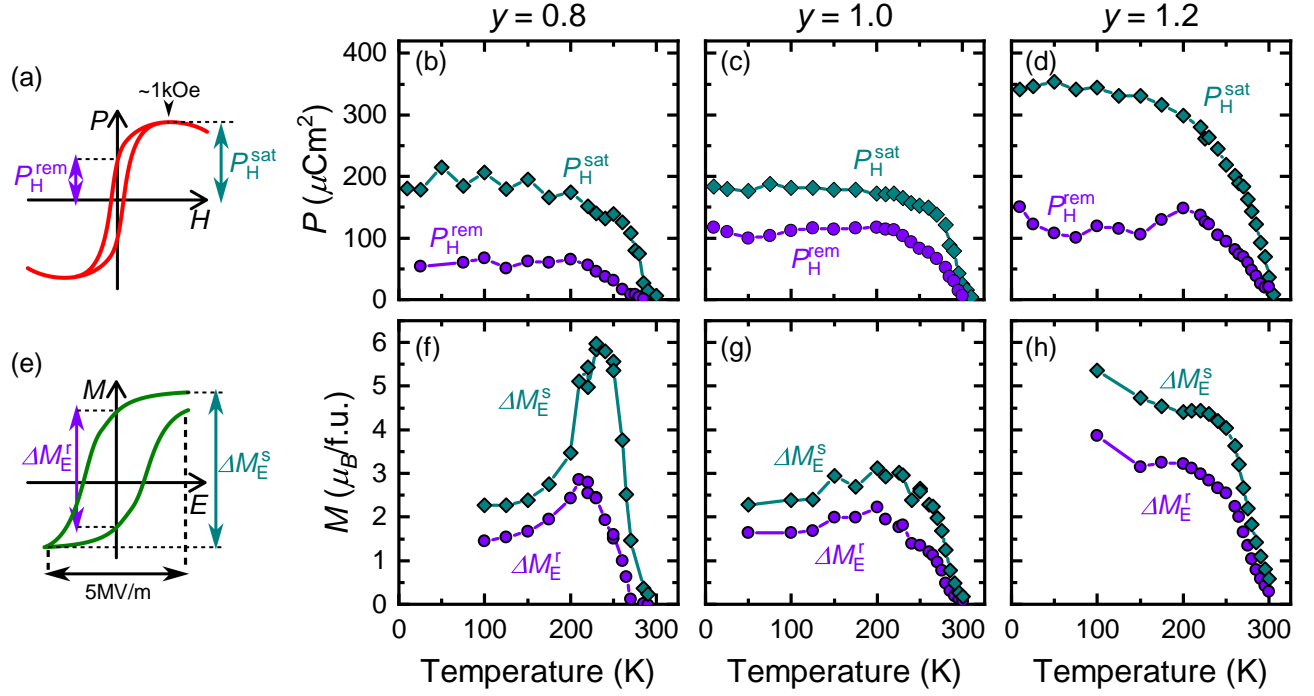 y = 0.8
y = 1.0
y = 1.2
(a)
~1kOe
P
P_H^rem
P_H^sat
H
P (μCm²)
400
300
200
100
0
(b)
P_H^sat
P_H^rem
(c)
P_H^sat
P_H^rem
(d)
P_H^sat
P_H^rem
(e)
M
ΔM_E^r
ΔM_E^s
E
5MV/m
M (μ_B/f.u.)
6
5
4
3
2
1
0
(f)
ΔM_E^s
ΔM_E^r
(g)
ΔM_E^s
ΔM_E^r
(h)
ΔM_E^s
ΔM_E^r
0 100 200 300
0 100 200 300
0 100 200 300
Temperature (K)
Temperature (K)
Temperature (K)